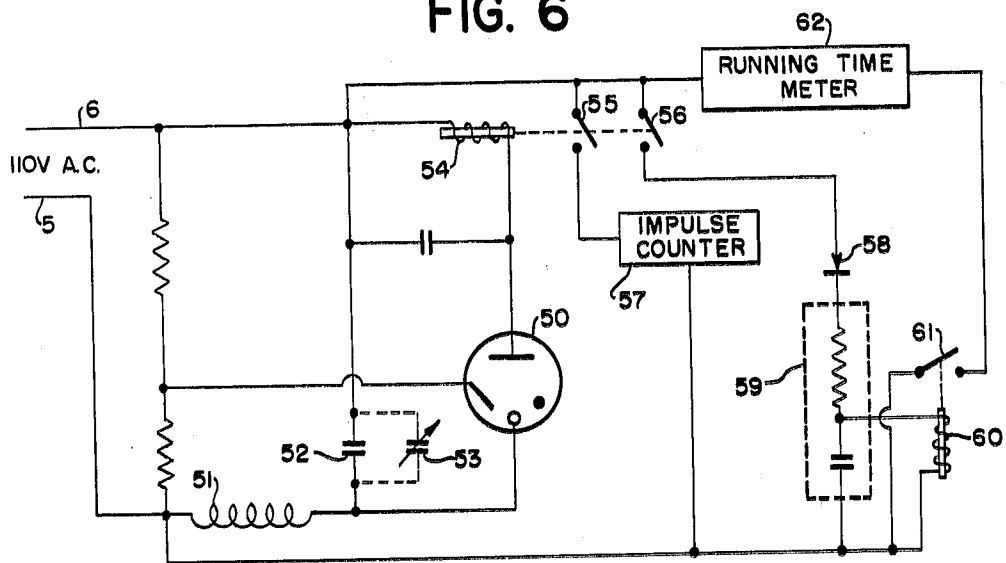 FIG. 6
62
RUNNING TIME
METER
6
55
56
54
110V A.C.
5
IMPULSE
COUNTER
57
58
50
61
59
52
53
60
51